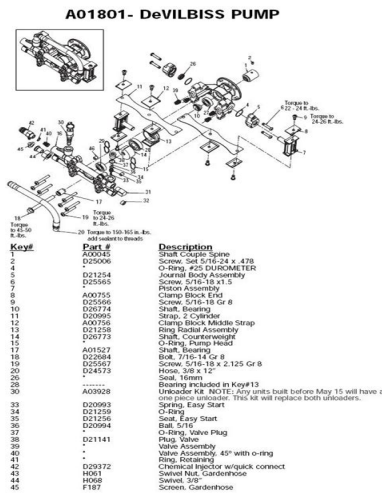 A01801- DeVILBISS PUMP
Torque to
22 - 24 ft.-lbs.
Torque to
24-26 ft.-lbs.
Torque
to 45-50
ft.-lbs.
Torque to 24-26
ft.-lbs.
Torque to 150-165 in.-lbs.
add sealant to threads
Key# Part # Description
1 A00045 Shaft Couple Spine
2 D25006 Screw, Set 5/16-24 x .478
4 * O-Ring, #25 DUROMETER
5 D21254 Journal Body Assembly
6 D25565 Screw, 5/16-18 x1.5
7 * Piston Assembly
8 A00755 Clamp Block End
9 D25566 Screw, 5/16-18 Gr 8
10 D26774 Shaft, Bearing
11 D20995 Strap, 2 Cylinder
12 A00756 Clamp Block Middle Strap
13 D21258 Ring Radial Assembly
14 D26773 Shaft, Counterweight
15 * O-Ring, Pump Head
17 A01527 Shaft, Bearing
18 D22684 Bolt, 7/16-14 Gr 8
19 D25567 Screw, 5/16-18 x 2.125 Gr 8
20 D24573 Hose, 3/8 x 12"
26 * Seal, 16mm
28 ------- Bearing included in Key#13
30 A03928 Unloader Kit NOTE: Any units built before May 15 will have a
one piece unloader. This kit will replace both unloaders.
33 D20993 Spring, Easy Start
34 D21259 O-Ring
35 D21256 Seat, Easy Start
36 D20994 Ball, 5/16
37 * O-Ring, Valve Plug
38 D21141 Plug, Valve
39 * Valve Assembly
40 * Valve Assembly, 45° with o-ring
41 * Ring, Retaining
42 D29372 Chemical Injector w/quick connect
43 H061 Swivel Nut, Gardenhose
44 H068 Swivel, 3/8"
45 F187 Screen, Gardenhose